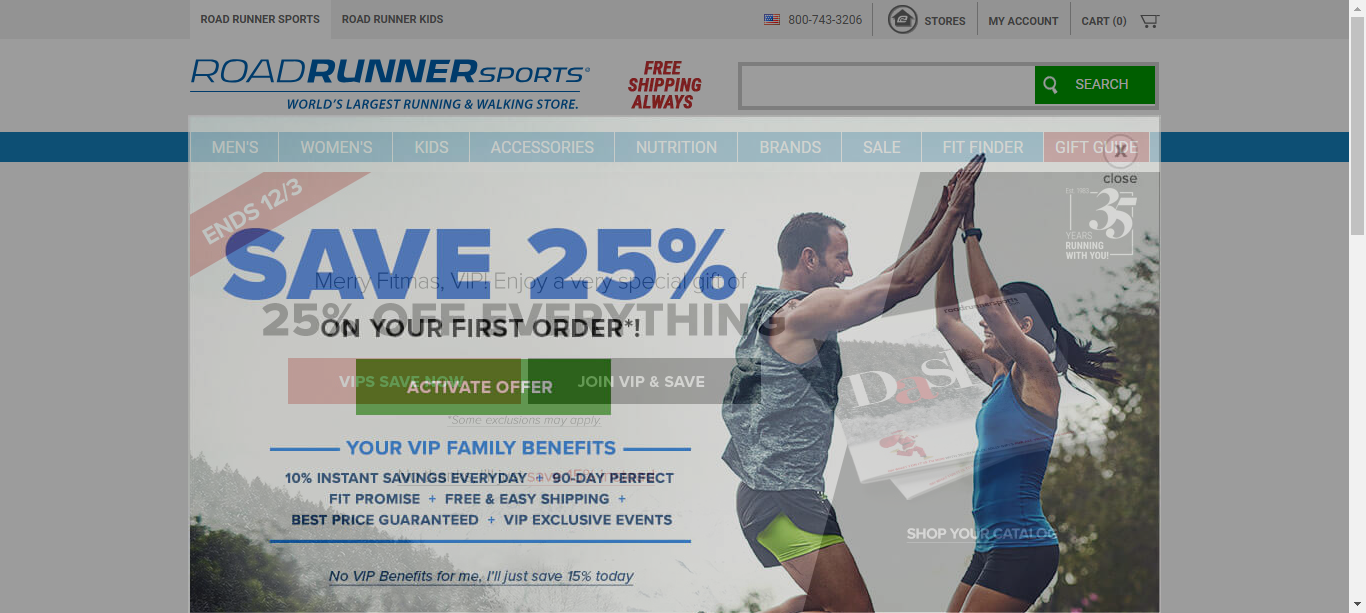 ROAD RUNNER SPORTS
ROAD RUNNER KIDS
800-743-3206
STORES
MY ACCOUNT
CART (0)
ROADRUNNERSPORTS
WORLD'S LARGEST RUNNING & WALKING STORE.
FREE
SHIPPING
ALWAYS
SEARCH
MEN'S
WOMEN'S
KIDS
ACCESSORIES
NUTRITION
BRANDS
SALE
FIT FINDER
GIFT GUIDE
X
close
ENDS 12/3
Est. 1983
35
YEARS
RUNNING
WITH YOU!
SAVE 25%
Merry Fitmas, VIP! Enjoy a very special gift of
25% OFF EVERYTHING*
ON YOUR FIRST ORDER*!
roadrunnersports
Dash
VIPS SAVE NOW
ACTIVATE OFFER
JOIN VIP & SAVE
*Some exclusions may apply.
YOUR VIP FAMILY BENEFITS
10% INSTANT SAVINGS EVERYDAY + 90-DAY PERFECT
FIT PROMISE + FREE & EASY SHIPPING +
BEST PRICE GUARANTEED + VIP EXCLUSIVE EVENTS
SHOP YOUR CATALOG
No VIP Benefits for me, I'll just save 15% today